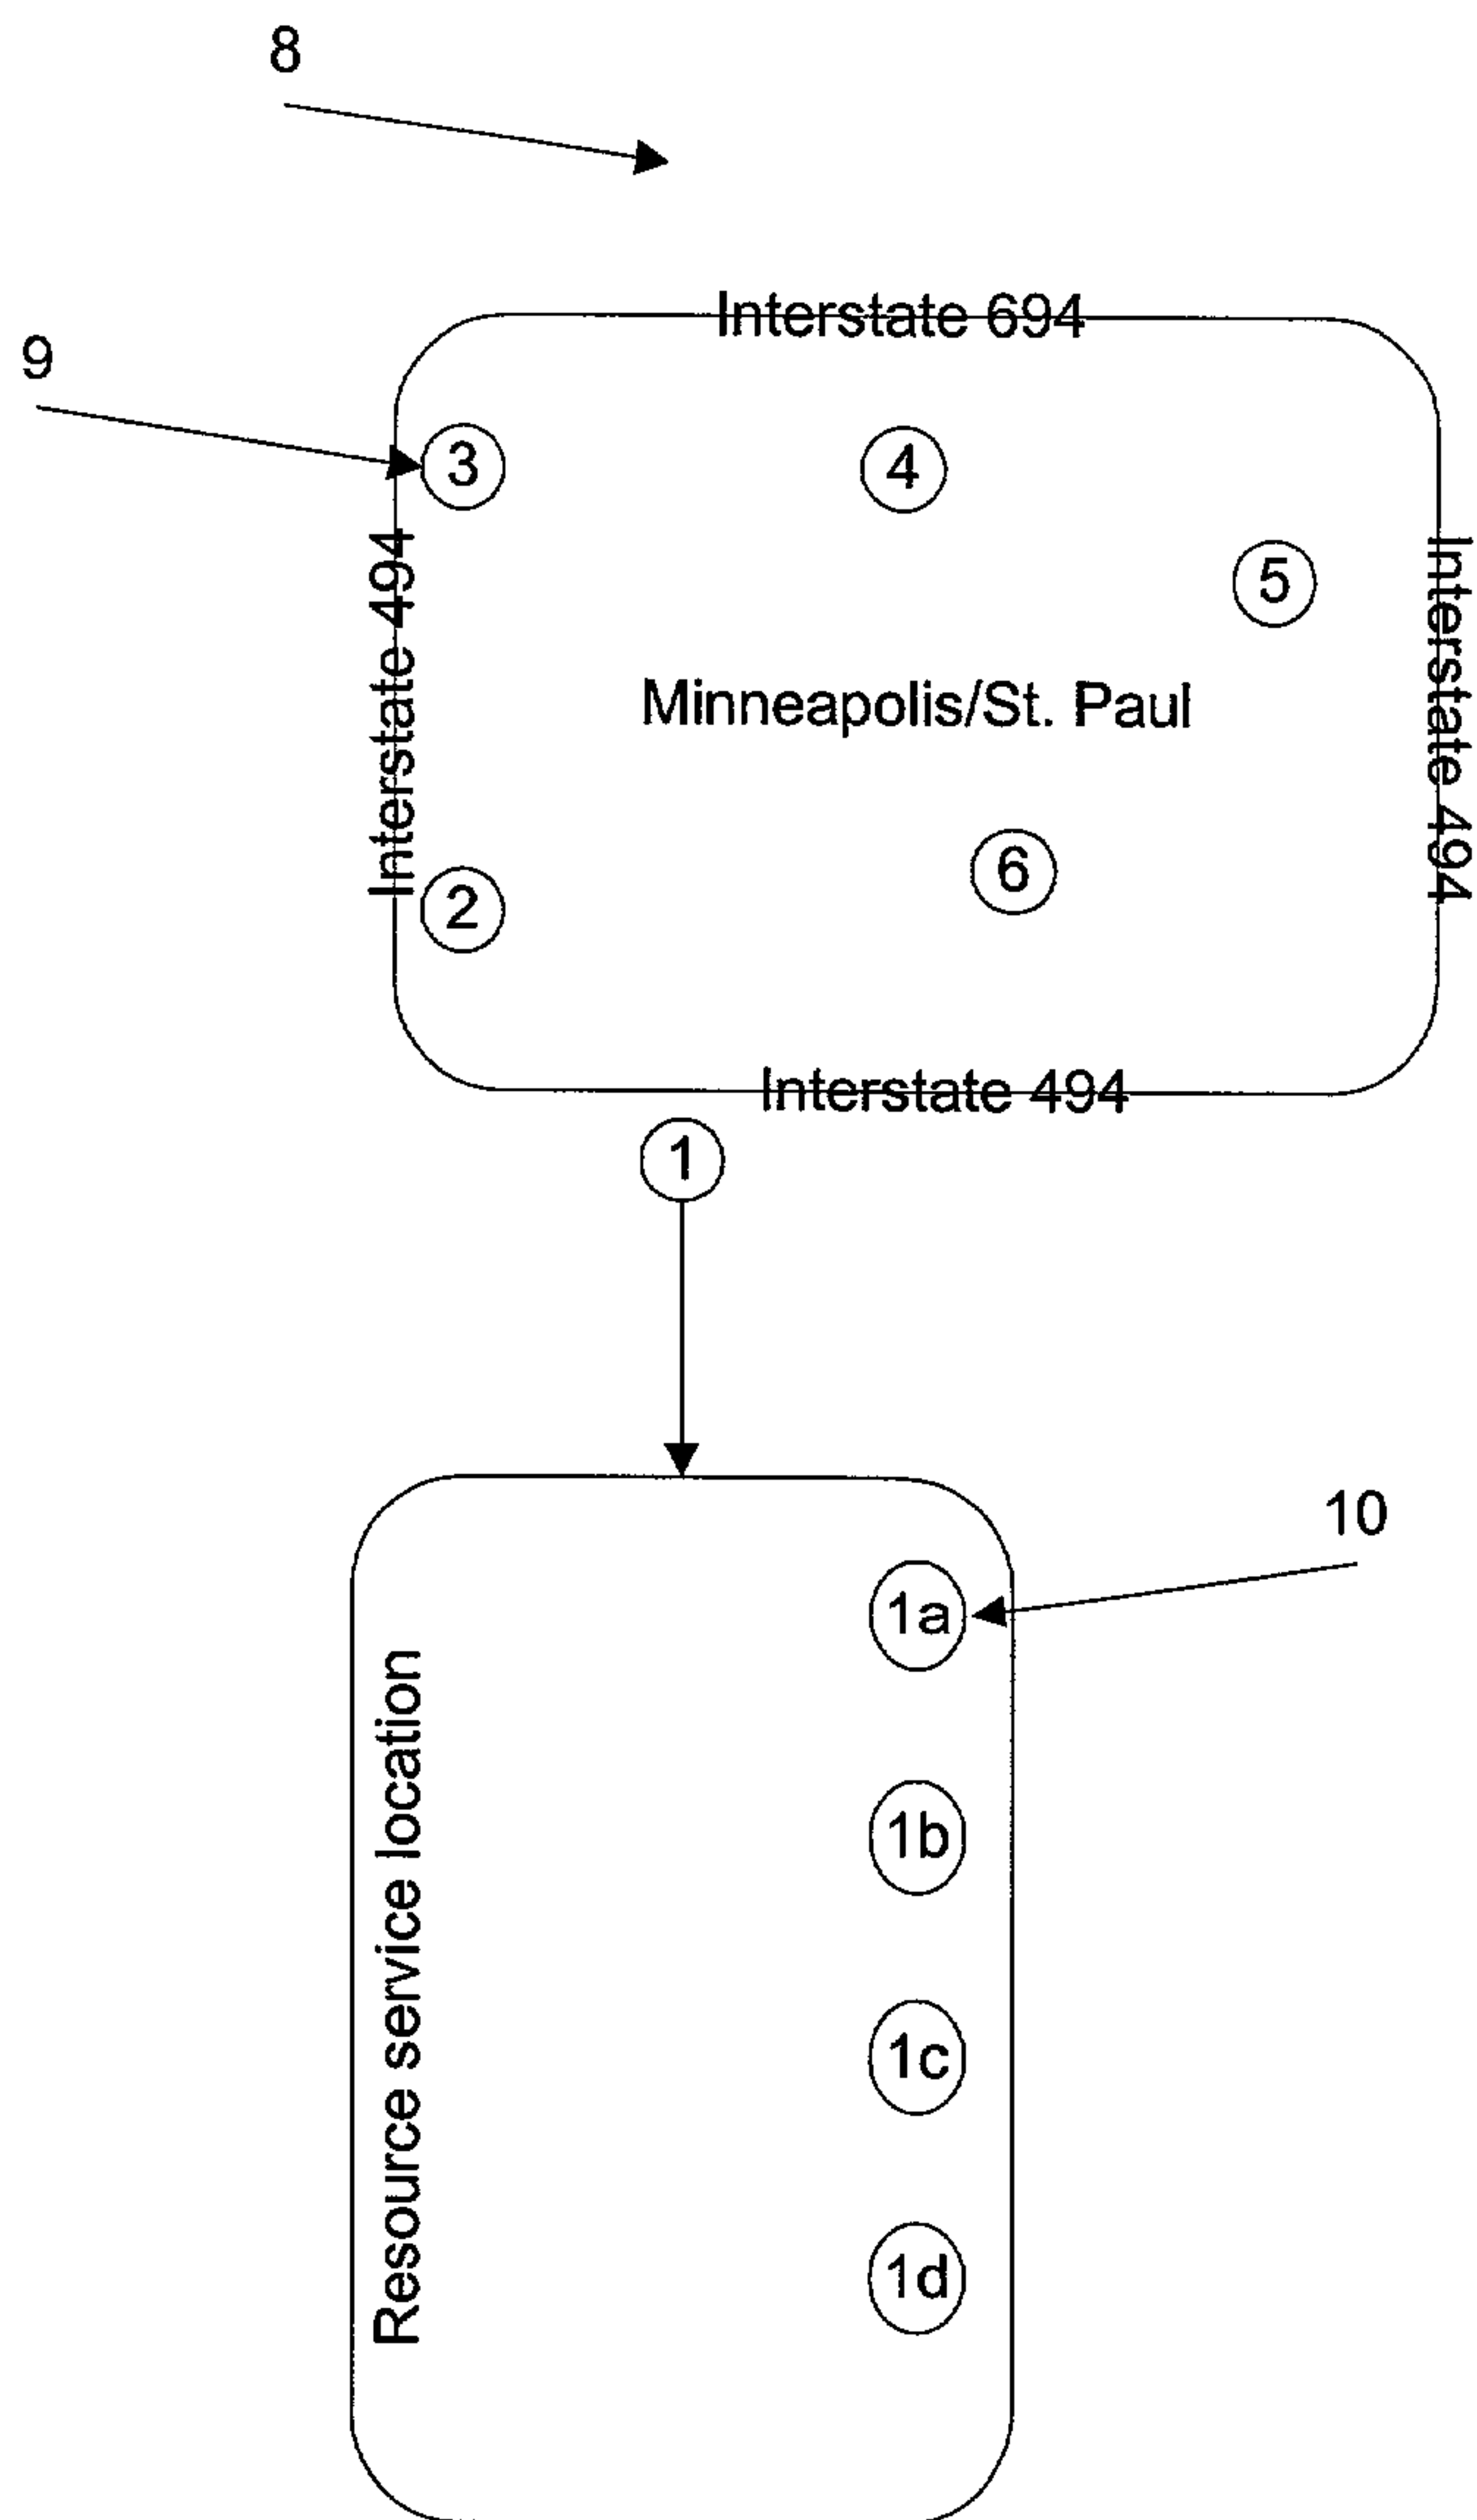 8
Interstate 694
9
3
4
Interstate 494
5
Interstate 494
Minneapolis/St. Paul
6
2
Interstate 494
1
10
1a
Resource service location
1b
1c
1d